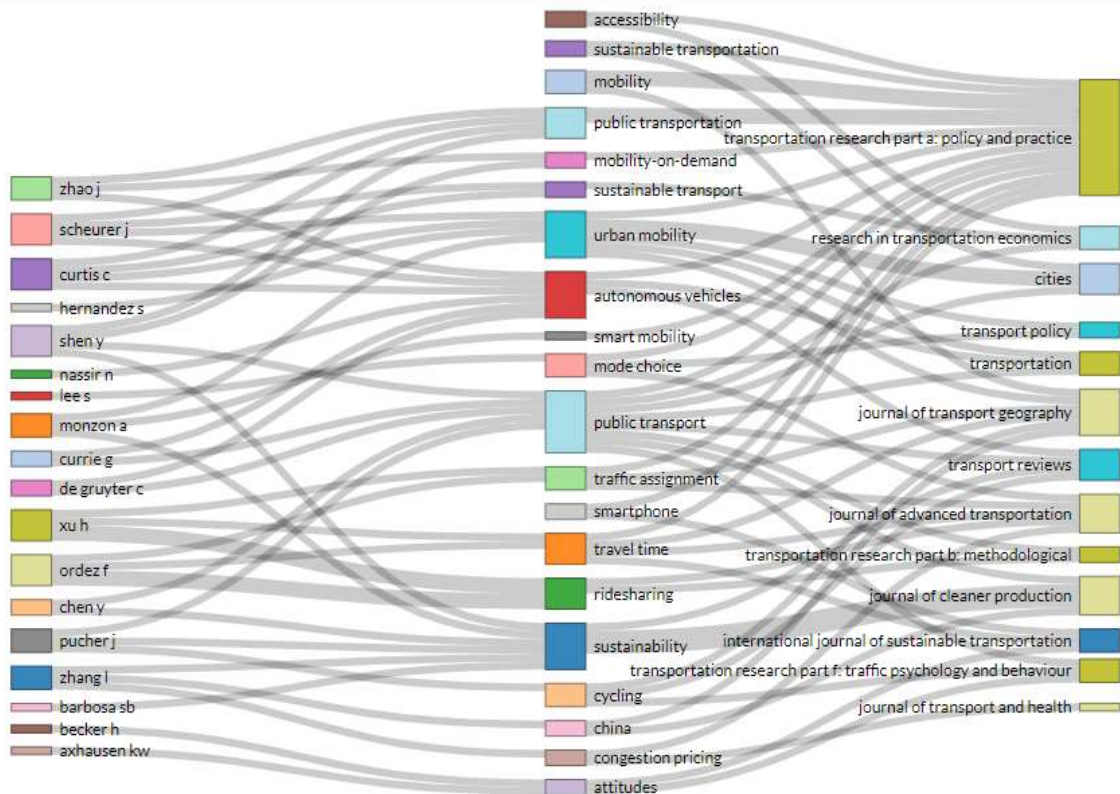 zhao j
scheurer j
curtis c
hernandez s
shen y
nassir n
lee s
monzon a
currie g
de gruyter c
xu h
ordez f
chen y
pucher j
zhang l
barbosa sb
becker h
axhausen kw
accessibility
sustainable transportation
mobility
public transportation
mobility-on-demand
sustainable transport
urban mobility
autonomous vehicles
smart mobility
mode choice
public transport
traffic assignment
smartphone
travel time
ridesharing
sustainability
cycling
china
congestion pricing
attitudes
transportation research part a: policy and practice
research in transportation economics
cities
transport policy
transportation
journal of transport geography
transport reviews
journal of advanced transportation
transportation research part b: methodological
journal of cleaner production
international journal of sustainable transportation
transportation research part f: traffic psychology and behaviour
journal of transport and health